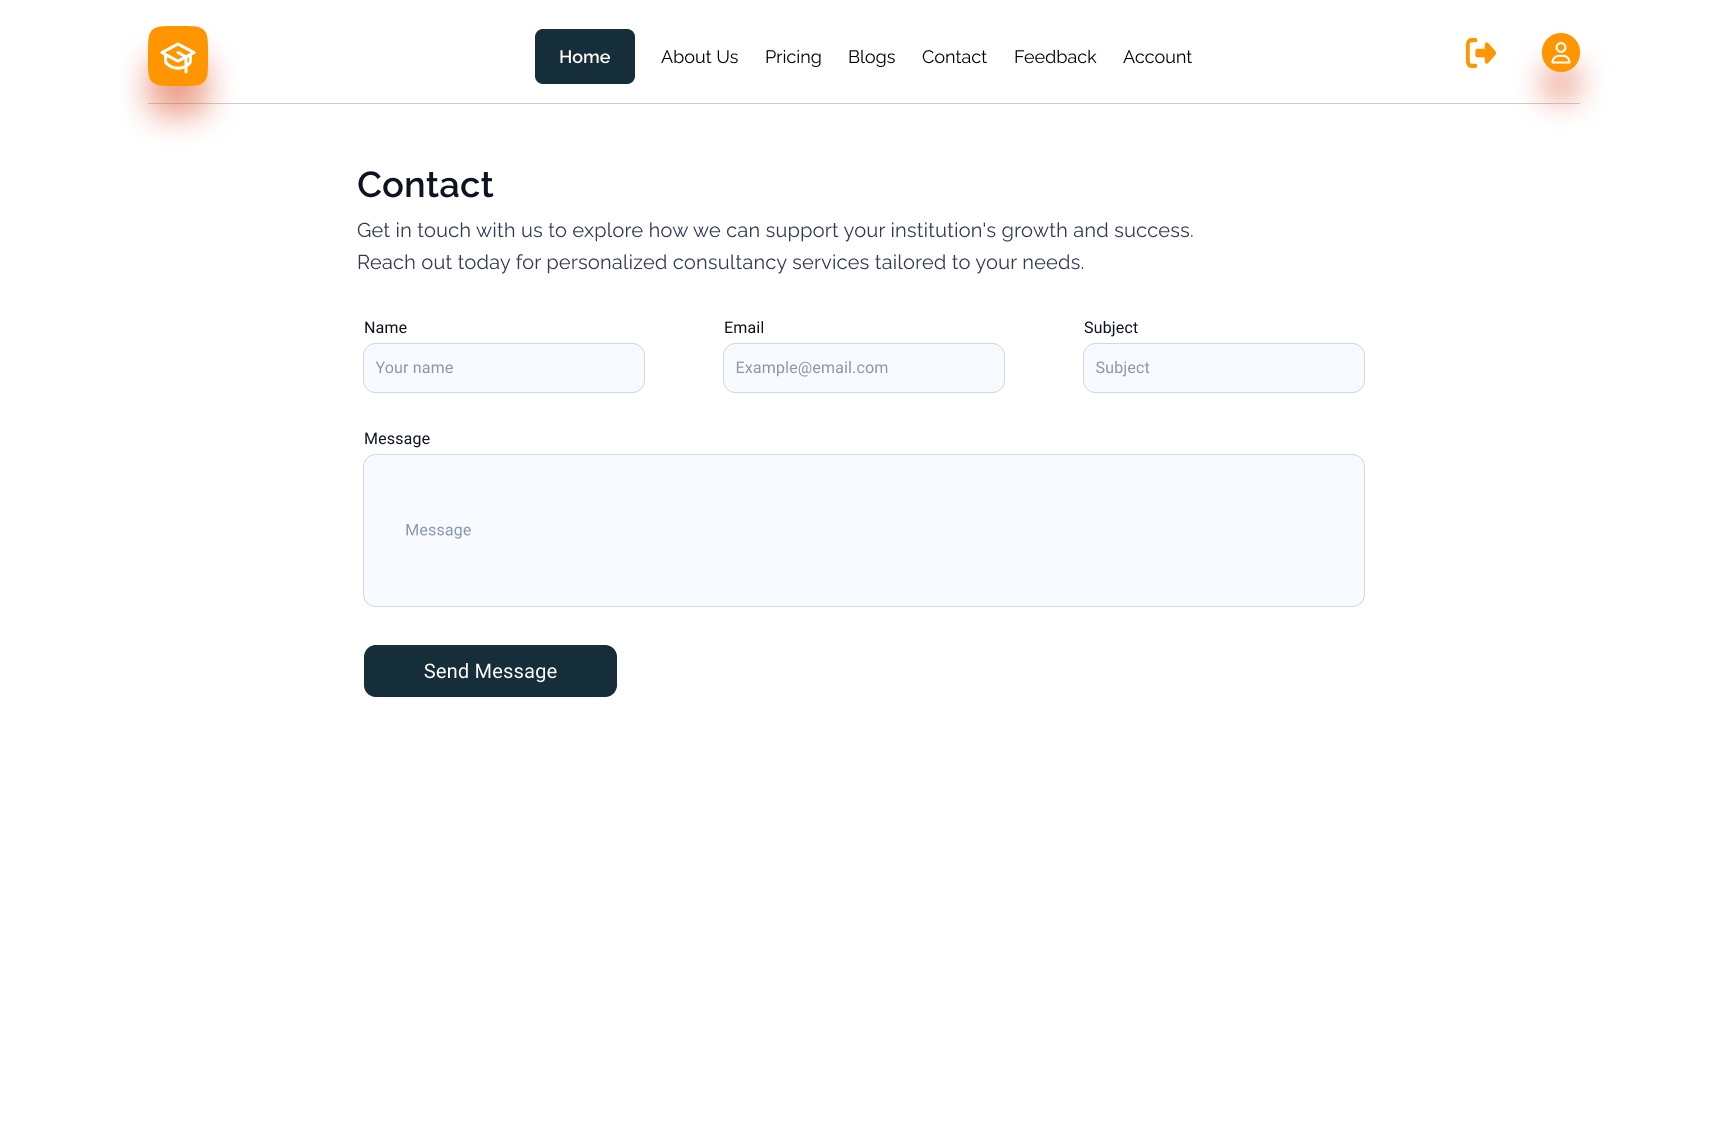 Home About Us Pricing Blogs Contact Feedback Account
Contact
Get in touch with us to explore how we can support your institution's growth and success.
Reach out today for personalized consultancy services tailored to your needs.
Name Email Subject
Your name Example@email.com Subject
Message
Message
Send Message